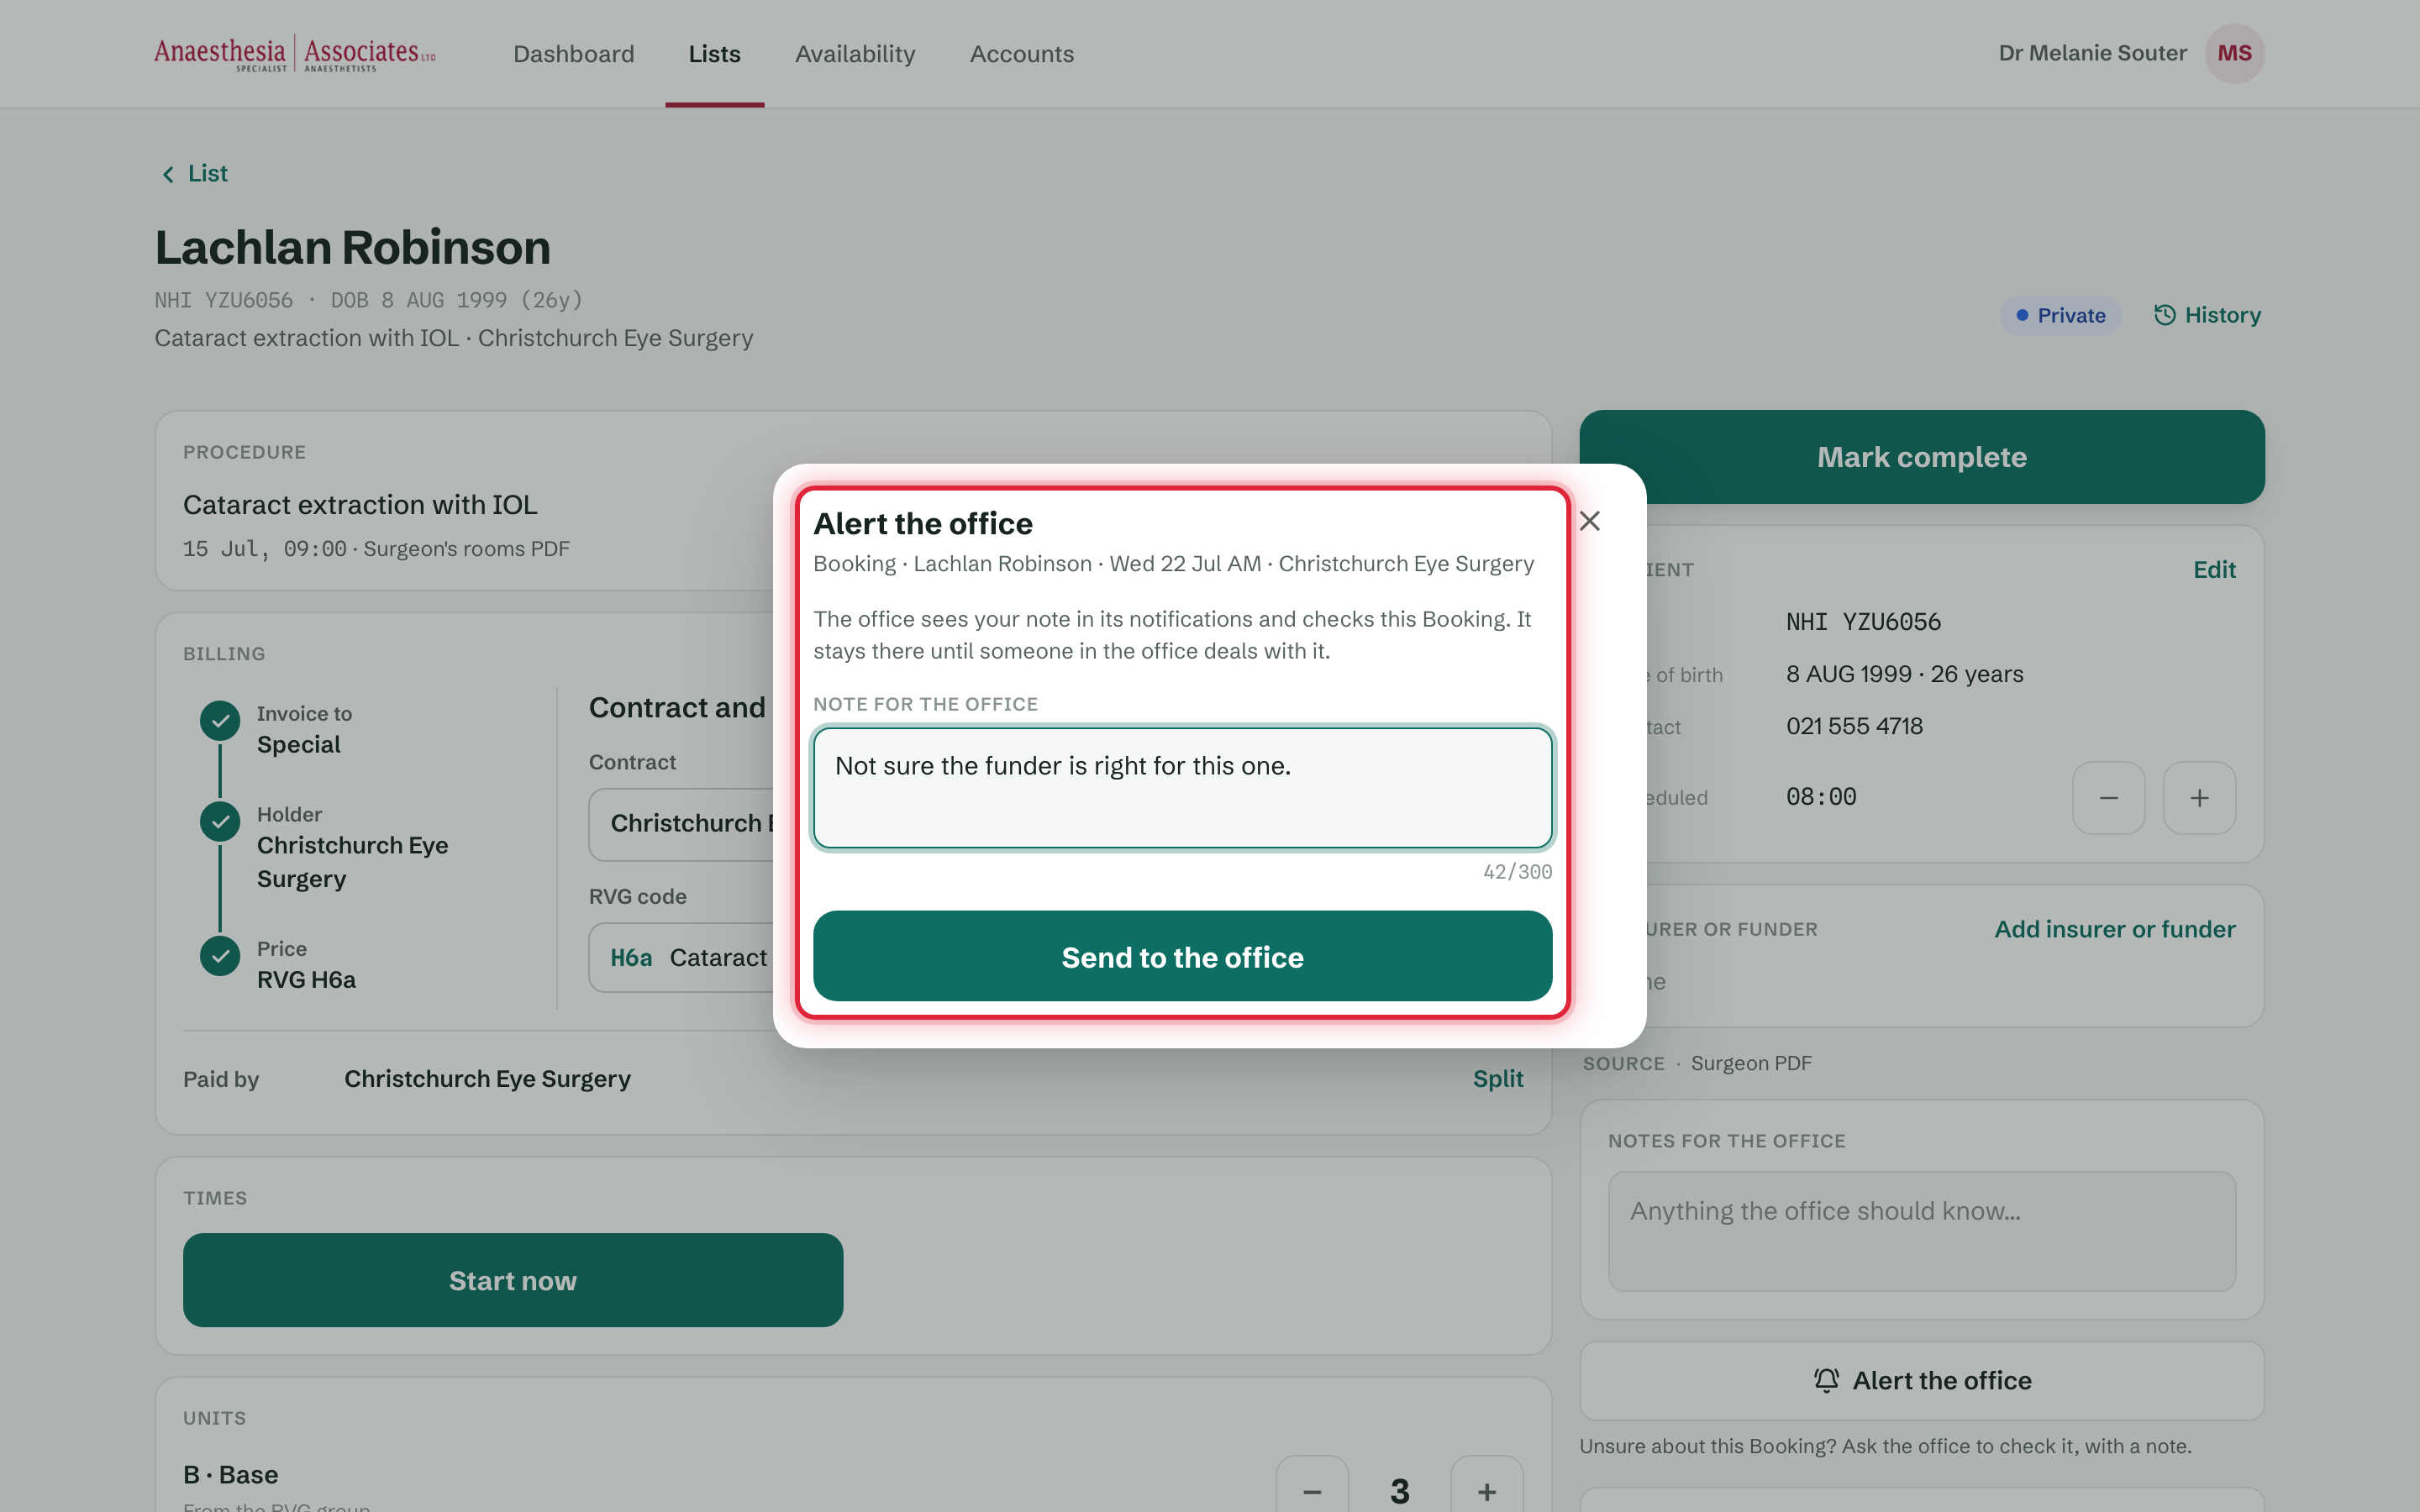 Anaesthesia | Associates LTD
SPECIALIST ANAESTHETISTS
Dashboard
Lists
Availability
Accounts
Dr Melanie Souter
MS
List
Lachlan Robinson
NHI YZU6056 · DOB 8 AUG 1999 (26y)
Cataract extraction with IOL · Christchurch Eye Surgery
Private
History
PROCEDURE
Cataract extraction with IOL
15 Jul, 09:00 · Surgeon's rooms PDF
BILLING
Invoice to
Special
Holder
Christchurch Eye
Surgery
Price
RVG H6a
Contract and
Contract
Christchurch
RVG code
H6a Cataract
Paid by
Christchurch Eye Surgery
Split
TIMES
Start now
UNITS
B · Base
From the RVG group
3
Alert the office
Booking · Lachlan Robinson · Wed 22 Jul AM · Christchurch Eye Surgery
The office sees your note in its notifications and checks this Booking. It
stays there until someone in the office deals with it.
NOTE FOR THE OFFICE
Not sure the funder is right for this one.
42/300
Send to the office
Mark complete
Edit
NHI YZU6056
of birth
8 AUG 1999 · 26 years
021 555 4718
08:00
OR FUNDER
Add insurer or funder
SOURCE · Surgeon PDF
NOTES FOR THE OFFICE
Anything the office should know...
Alert the office
Unsure about this Booking? Ask the office to check it, with a note.